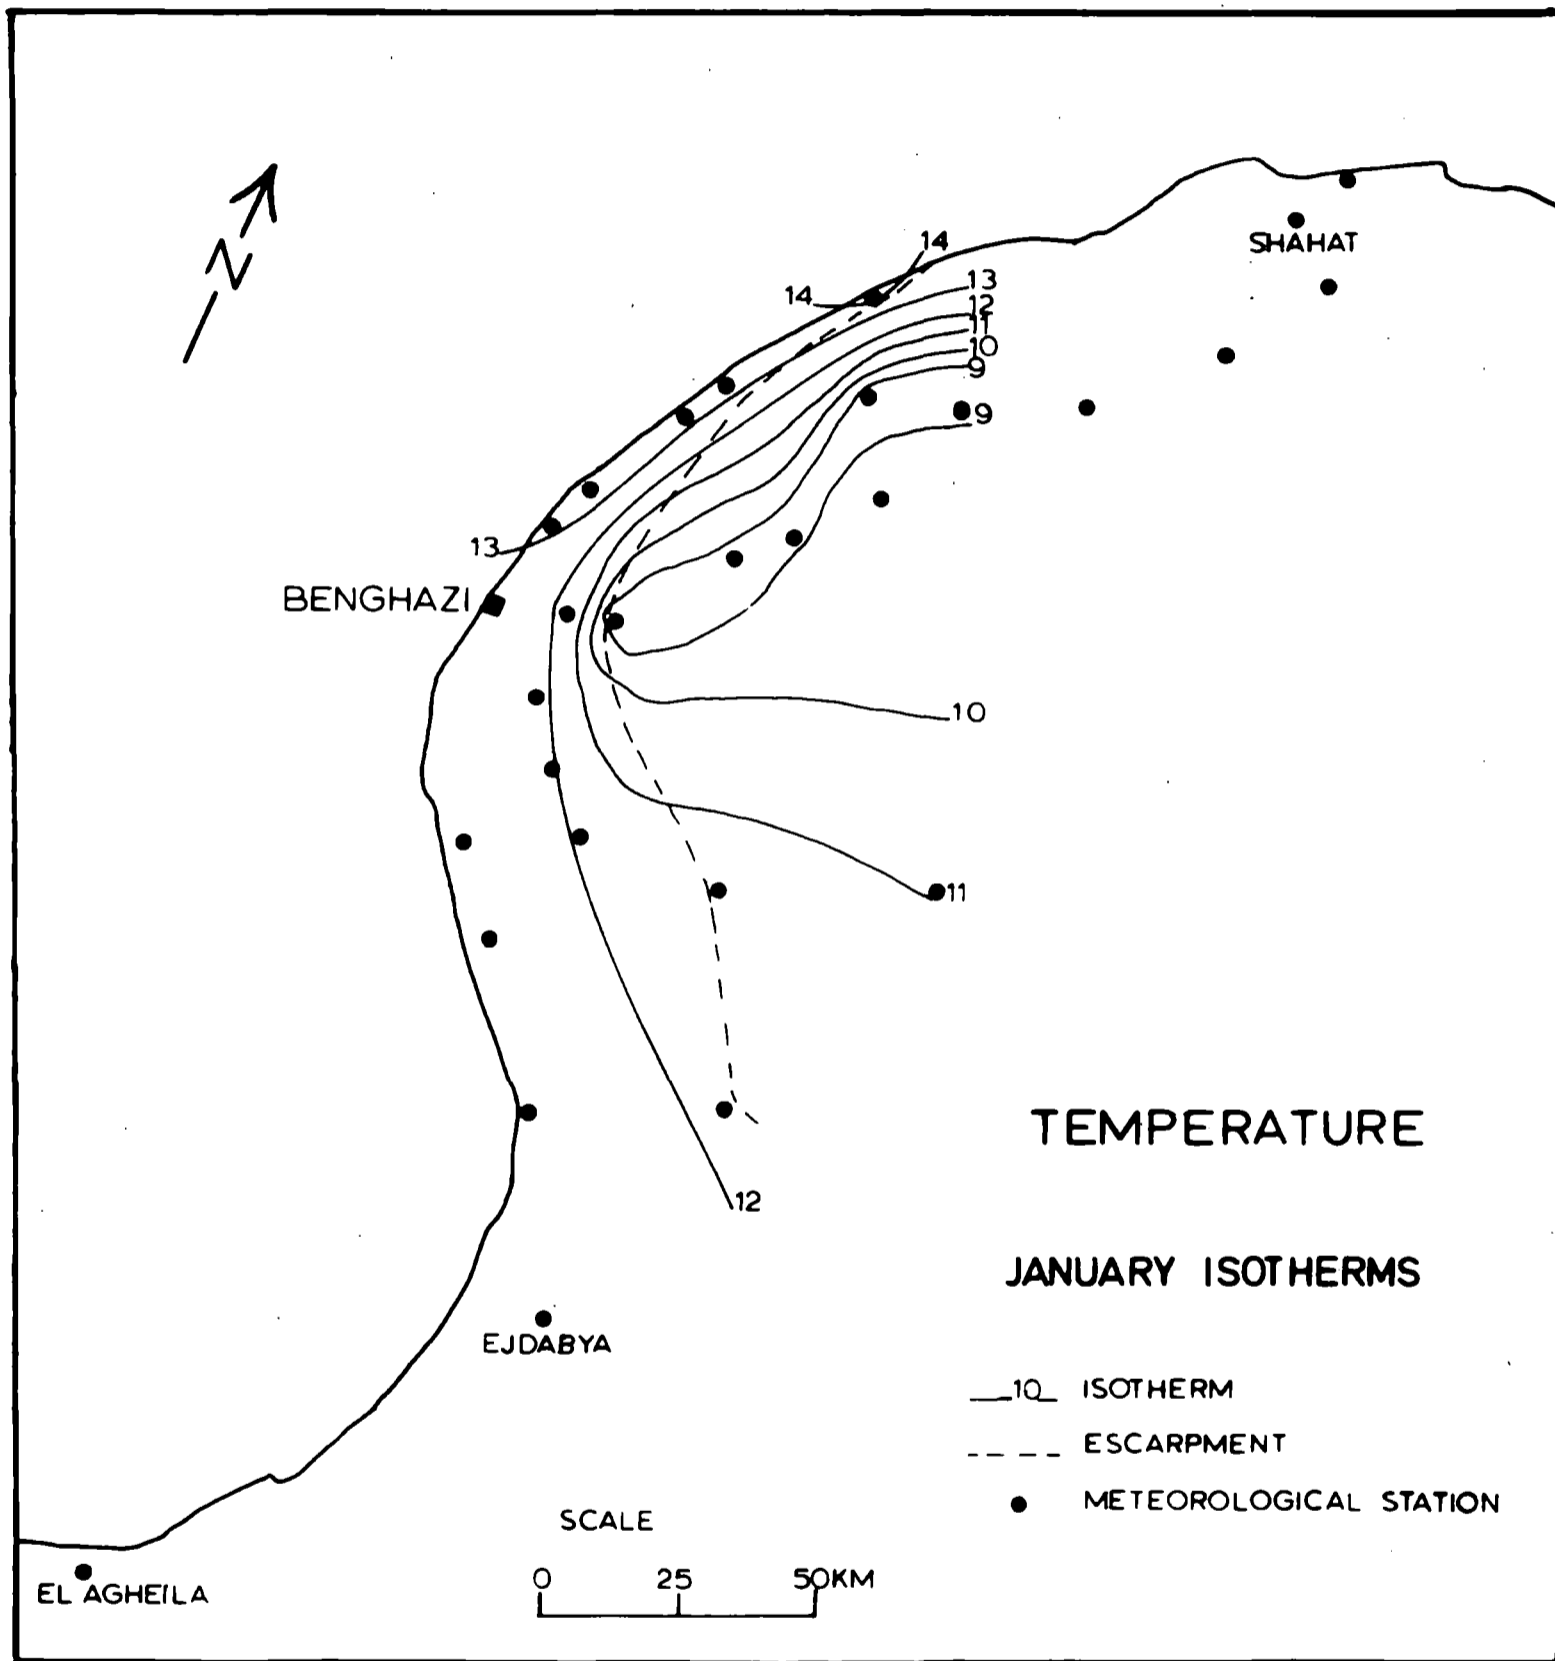 N
SHAHAT
14
14
13
12
11
10
9
9
13
BENGHAZI
10
11
12
TEMPERATURE
JANUARY ISOTHERMS
10 ISOTHERM
ESCARPMENT
METEOROLOGICAL STATION
EJDABYA
SCALE
0 25 50KM
EL AGHEILA